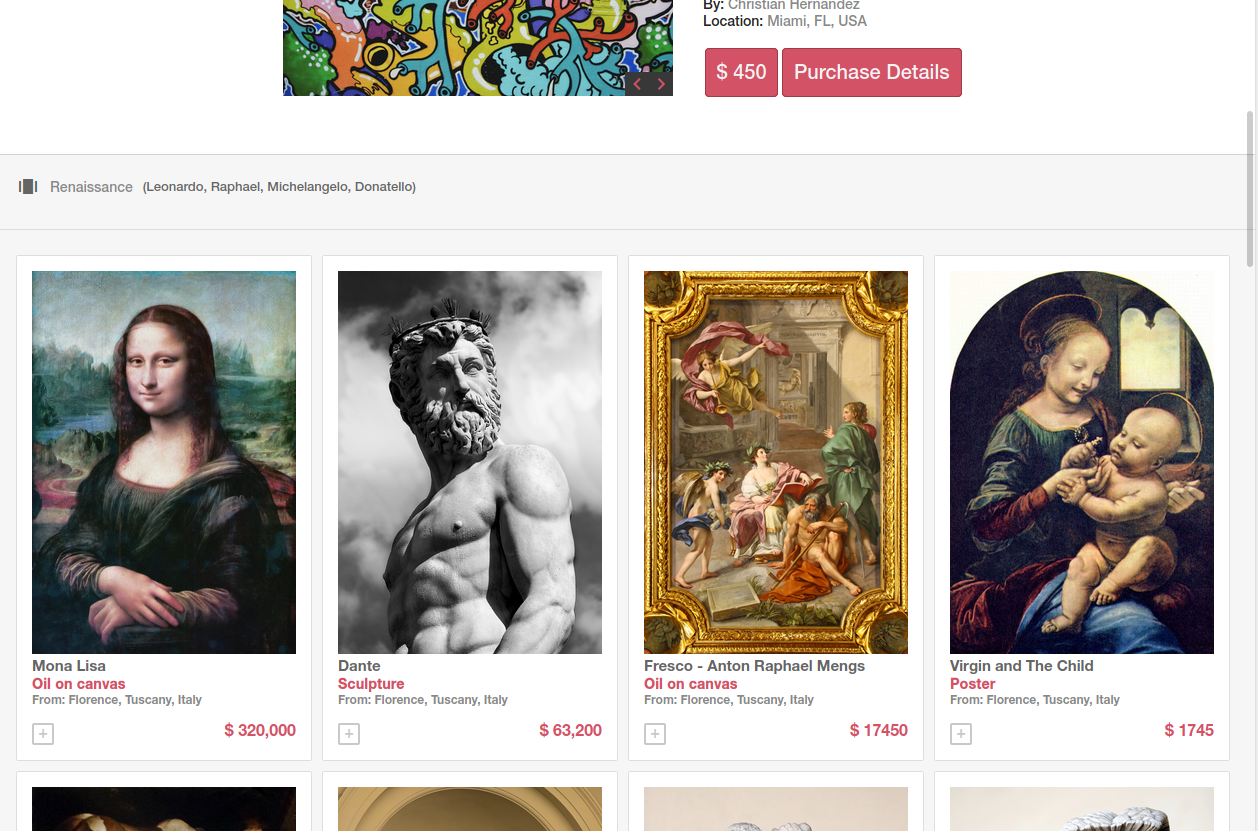 By: Christian Hernandez
Location: Miami, FL, USA
$ 450
Purchase Details
Renaissance (Leonardo, Raphael, Michelangelo, Donatello)
Mona Lisa
Oil on canvas
From: Florence, Tuscany, Italy
$ 320,000
Dante
Sculpture
From: Florence, Tuscany, Italy
$ 63,200
Fresco - Anton Raphael Mengs
Oil on canvas
From: Florence, Tuscany, Italy
$ 17450
Virgin and The Child
Poster
From: Florence, Tuscany, Italy
$ 1745